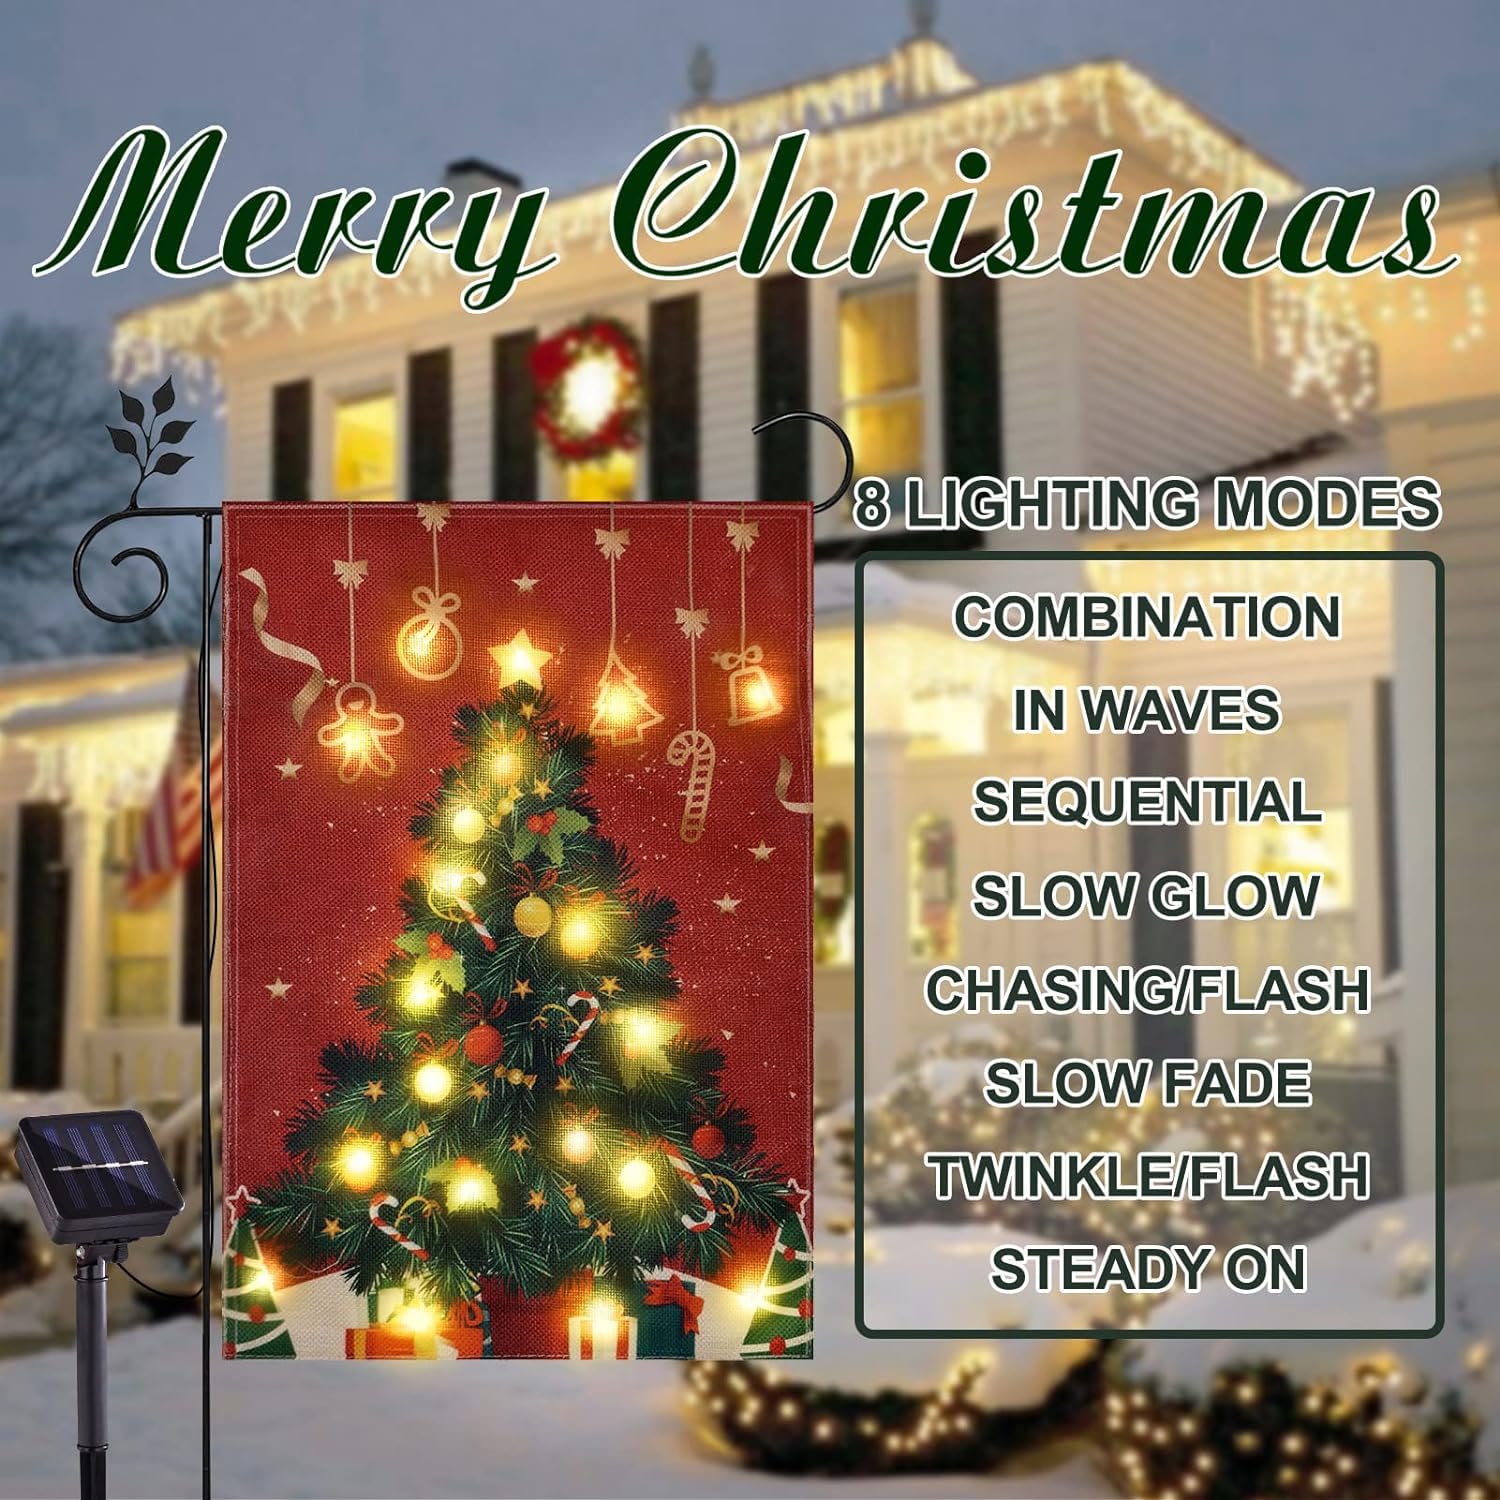 Merry Christmas
8 LIGHTING MODES
COMBINATION
IN WAVES
SEQUENTIAL
SLOW GLOW
CHASING/FLASH
SLOW FADE
TWINKLE/FLASH
STEADY ON